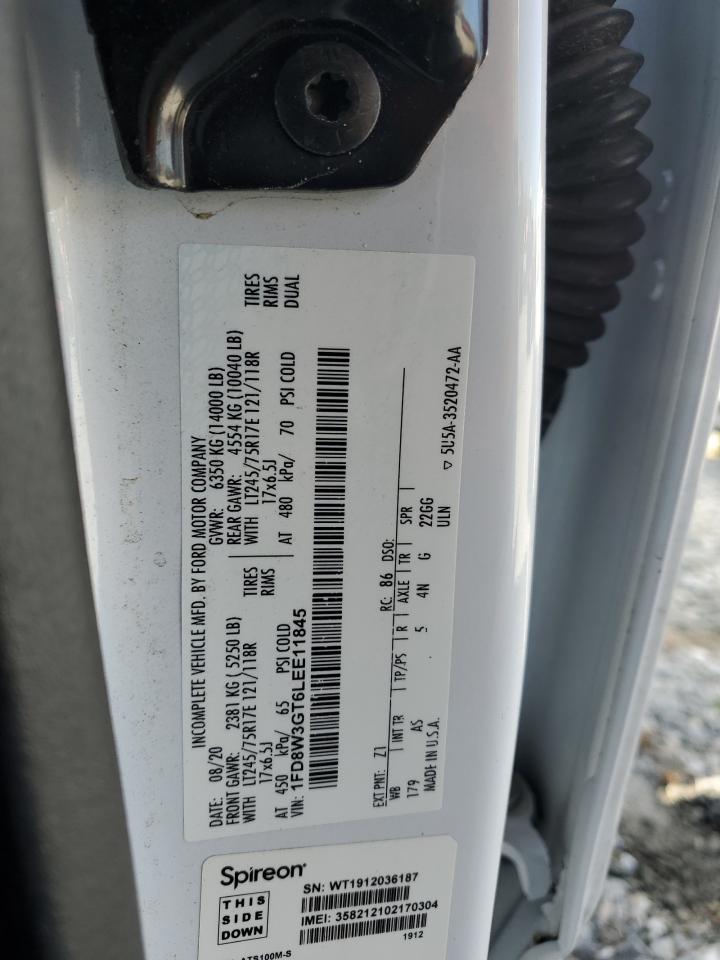 INCOMPLETE VEHICLE MFD. BY FORD MOTOR COMPANY
DATE: 08/20 GVWR: 6350 KG (14000 LB)
FRONT GAWR: 2381 KG (5250 LB) REAR GAWR: 4554 KG (10040 LB)
WITH LT245/75R17E 121/118R TIRES WITH LT245/75R17E 121/118R TIRES
17x6.5J RIMS 17x6.5J RIMS
AT 450 kPa/ 65 PSI COLD AT 480 kPa/ 70 PSI COLD DUAL
VIN: 1FD8W3GT6LEE11845
EXT PNT: Z1 RC: 86 DSO:
WB INT TR TP/PS R AXLE TR SPR
179 AS 5 4N G 22GG
MADE IN U.S.A. ULN
▽ 5U5A-3520472-AA
Spireon
THIS SIDE DOWN
SN: WT1912036187
IMEI: 358212102170304
1912
ATS100M-S